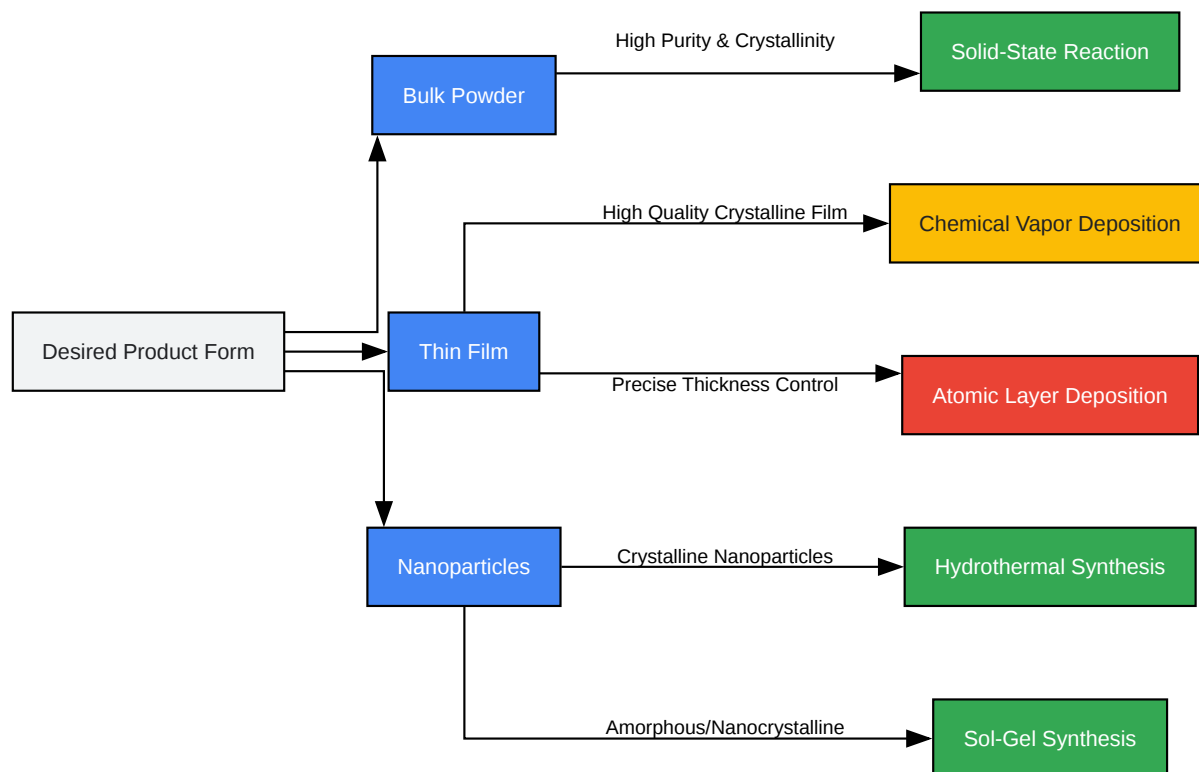 High Purity & Crystallinity
Solid-State Reaction
Bulk Powder
High Quality Crystalline Film
Chemical Vapor Deposition
Desired Product Form
Thin Film
Precise Thickness Control
Atomic Layer Deposition
Nanoparticles
Crystalline Nanoparticles
Hydrothermal Synthesis
Amorphous/Nanocrystalline
Sol-Gel Synthesis